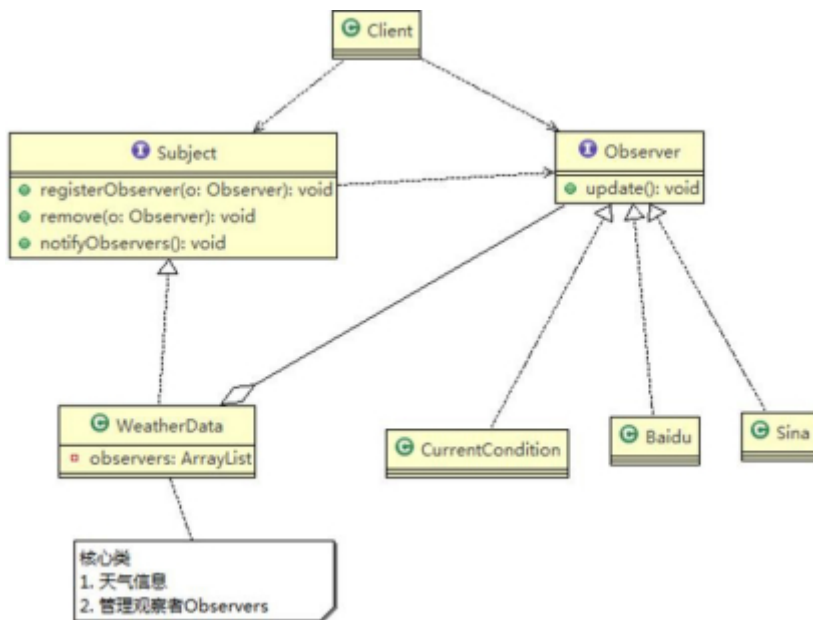 Client
Subject
registerObserver(o: Observer): void
remove(o: Observer): void
notifyObservers(): void
Observer
update(): void
WeatherData
observers: ArrayList
CurrentCondition
Baidu
Sina
核心类
1. 天气信息
2. 管理观察者Observers